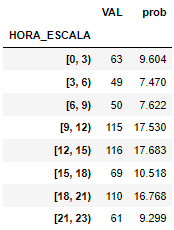 VAL prob
HORA_ESCALA
[0, 3) 63 9.604
[3, 6) 49 7.470
[6, 9) 50 7.622
[9, 12) 115 17.530
[12, 15) 116 17.683
[15, 18) 69 10.518
[18, 21) 110 16.768
[21, 23) 61 9.299